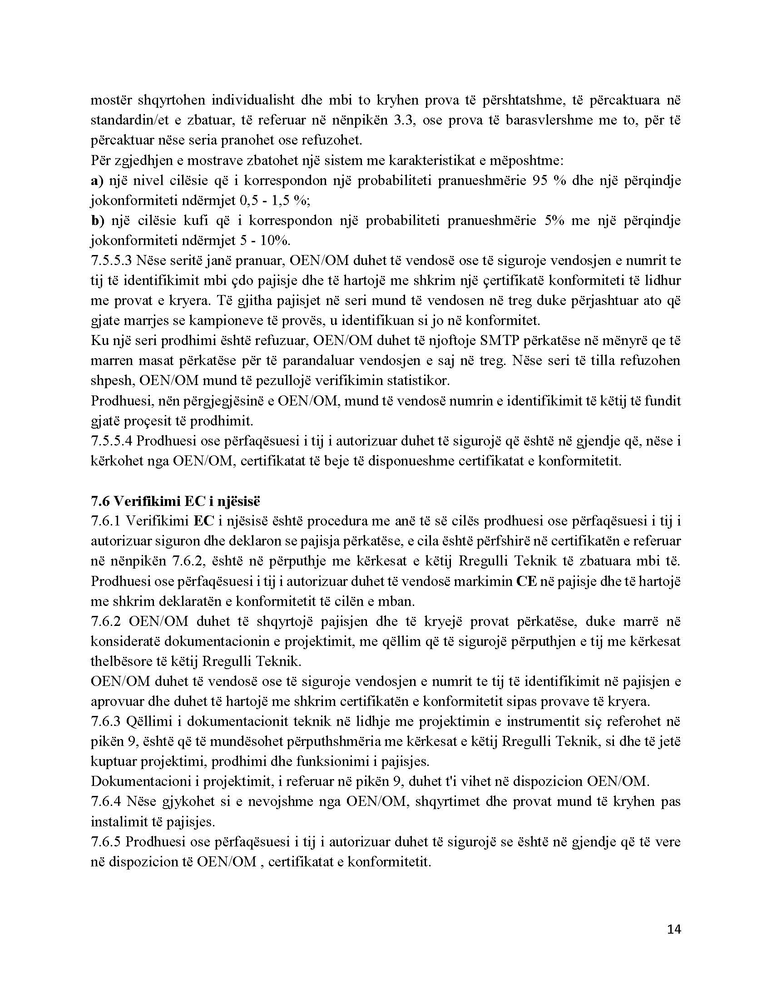 mostër shqyrtohen individualisht dhe mbi to kryhen prova të përshtatshme, të përcaktuara në
standardin/et e zbatuar, të referuar në nënpikën 3.3, ose prova të barasvlershme me to, për të
përcaktuar nëse seria pranohet ose refuzohet.
Për zgjedhjen e mostrave zbatohet një sistem me karakteristikat e mëposhtme:
a) një nivel cilësie që i korrespondon një probabiliteti pranueshmërie 95 % dhe një përqindje
jokonformiteti ndërmjet 0,5 - 1,5 %;
b) një cilësie kufi që i korrespondon një probabiliteti pranueshmërie 5% me një përqindje
jokonformiteti ndërmjet 5 - 10%.
7.5.5.3 Nëse seritë janë pranuar, OEN/OM duhet të vendosë ose të siguroje vendosjen e numrit te
tij të identifikimit mbi çdo pajisje dhe të hartojë me shkrim një çertifikatë konformiteti të lidhur
me provat e kryera. Të gjitha pajisjet në seri mund të vendosen në treg duke përjashtuar ato që
gjate marrjes se kampioneve të provës, u identifikuan si jo në konformitet.
Ku një seri prodhimi është refuzuar, OEN/OM duhet të njoftoje SMTP përkatëse në mënyrë qe të
marren masat përkatëse për të parandaluar vendosjen e saj në treg. Nëse seri të tilla refuzohen
shpesh, OEN/OM mund të pezullojë verifikimin statistikor.
Prodhuesi, nën përgjegjësinë e OEN/OM, mund të vendosë numrin e identifikimit të këtij të fundit
gjatë proçesit të prodhimit.
7.5.5.4 Prodhuesi ose përfaqësuesi i tij i autorizuar duhet të sigurojë që është në gjendje që, nëse i
kërkohet nga OEN/OM, certifikatat të beje të disponueshme certifikatat e konformitetit.
7.6 Verifikimi EC i njësisë
7.6.1 Verifikimi EC i njësisë është procedura me anë të së cilës prodhuesi ose përfaqësuesi i tij i
autorizuar siguron dhe deklaron se pajisja përkatëse, e cila është përfshirë në certifikatën e referuar
në nënpikën 7.6.2, është në përputhje me kërkesat e këtij Rregulli Teknik të zbatuara mbi të.
Prodhuesi ose përfaqësuesi i tij i autorizuar duhet të vendosë markimin CE në pajisje dhe të hartojë
me shkrim deklaratën e konformitetit të cilën e mban.
7.6.2 OEN/OM duhet të shqyrtojë pajisjen dhe të kryejë provat përkatëse, duke marrë në
konsideratë dokumentacionin e projektimit, me qëllim që të sigurojë përputhjen e tij me kërkesat
thelbësore të këtij Rregulli Teknik.
OEN/OM duhet të vendosë ose të siguroje vendosjen e numrit te tij të identifikimit në pajisjen e
aprovuar dhe duhet të hartojë me shkrim certifikatën e konformitetit sipas provave të kryera.
7.6.3 Qëllimi i dokumentacionit teknik në lidhje me projektimin e instrumentit siç referohet në
pikën 9, është që të mundësohet përputhshmëria me kërkesat e këtij Rregulli Teknik, si dhe të jetë
kuptuar projektimi, prodhimi dhe funksionimi i pajisjes.
Dokumentacioni i projektimit, i referuar në pikën 9, duhet t'i vihet në dispozicion OEN/OM.
7.6.4 Nëse gjykohet si e nevojshme nga OEN/OM, shqyrtimet dhe provat mund të kryhen pas
instalimit të pajisjes.
7.6.5 Prodhuesi ose përfaqësuesi i tij i autorizuar duhet të sigurojë se është në gjendje që të vere
në dispozicion të OEN/OM , certifikatat e konformitetit.
14